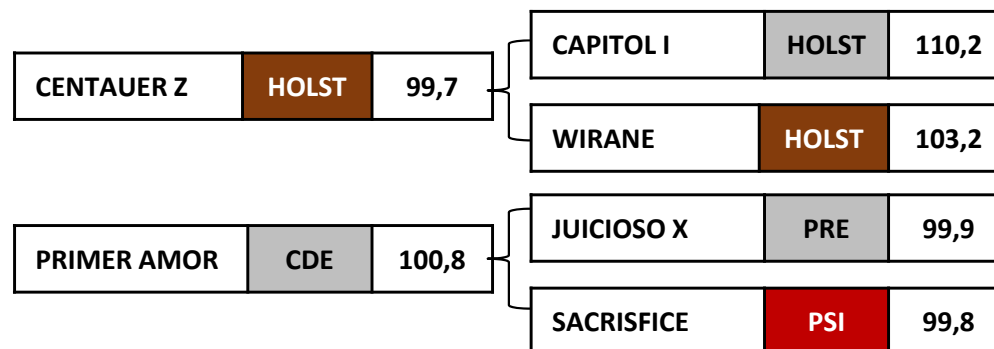 CAPITOL I HOLST 110,2
CENTAUER Z HOLST 99,7
WIRANE HOLST 103,2
JUICIOSO X PRE 99,9
PRIMER AMOR CDE 100,8
SACRISFICE PSI 99,8